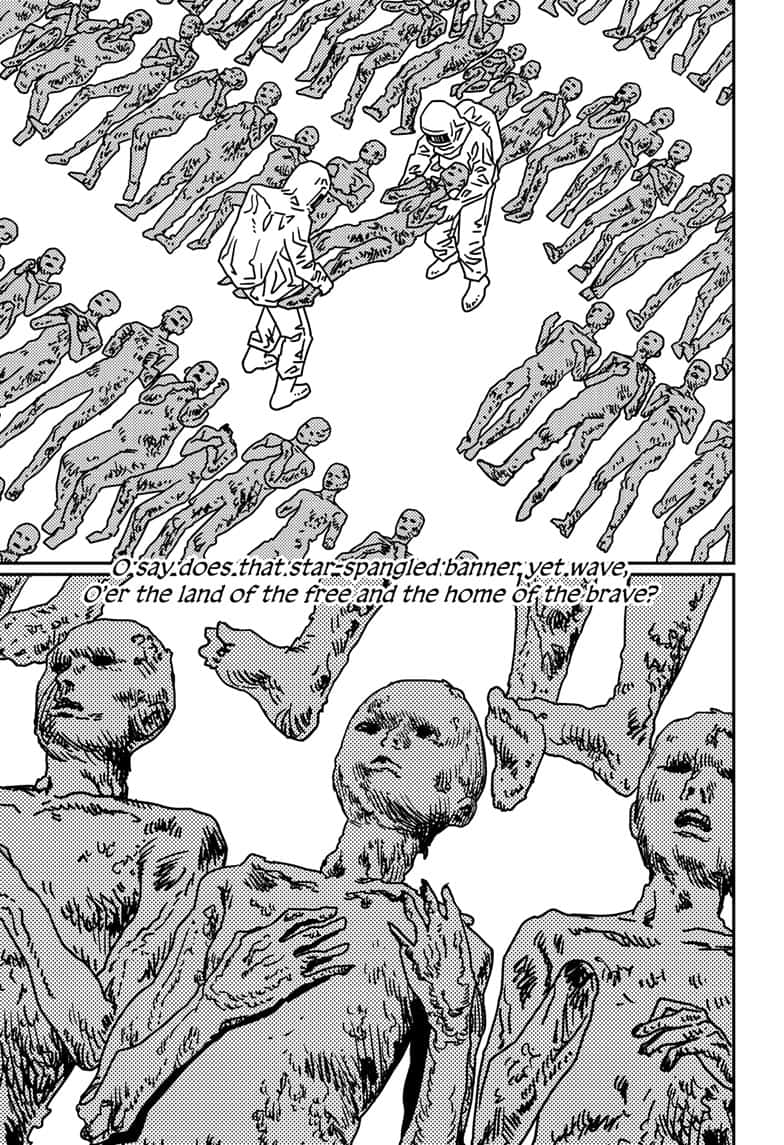 O say does that star-spangled banner yet wave,
O'er the land of the free and the home of the brave?